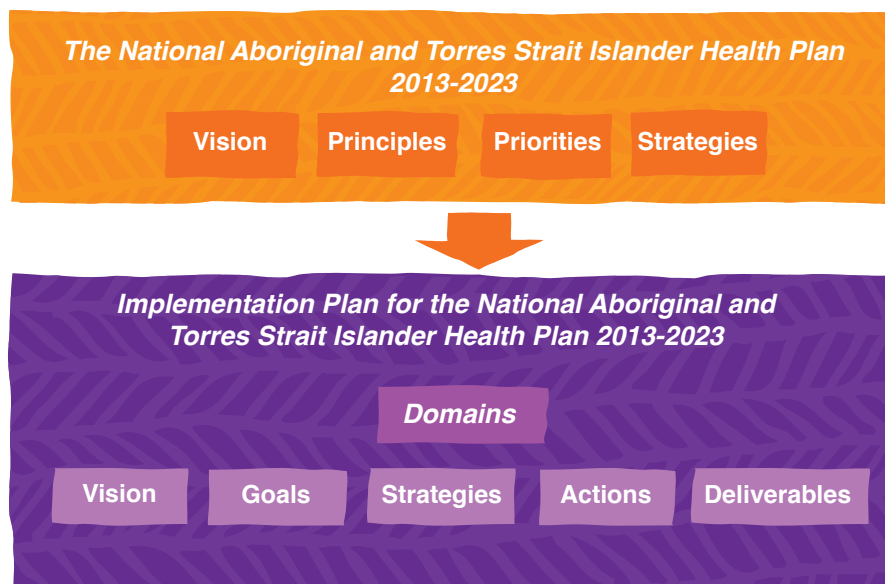 The National Aboriginal and Torres Strait Islander Health Plan
2013-2023
Vision Principles Priorities Strategies
Implementation Plan for the National Aboriginal and
Torres Strait Islander Health Plan 2013-2023
Domains
Vision Goals Strategies Actions Deliverables